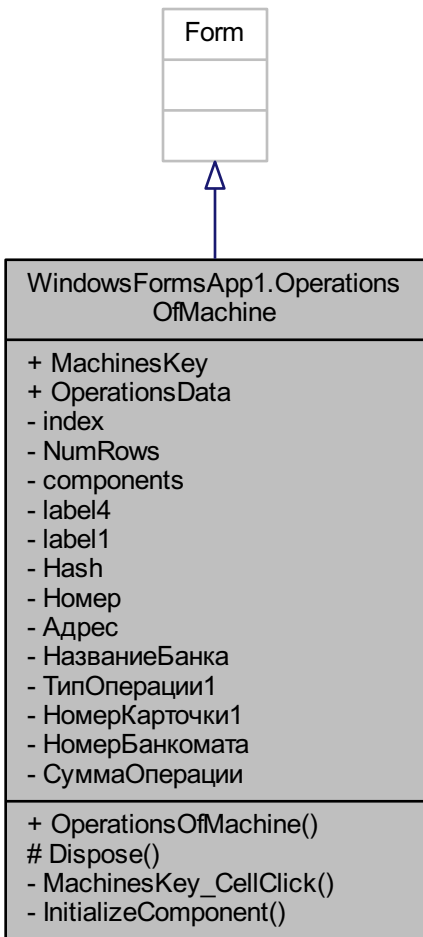 Form
WindowsFormsApp1.Operations
OfMachine
+ MachinesKey
+ OperationsData
- index
- NumRows
- components
- label4
- label1
- Hash
- Номер
- Адрес
- НазваниеБанка
- ТипОперации1
- НомерКарточки1
- НомерБанкомата
- СуммаОперации
+ OperationsOfMachine()
# Dispose()
- MachinesKey_CellClick()
- InitializeComponent()